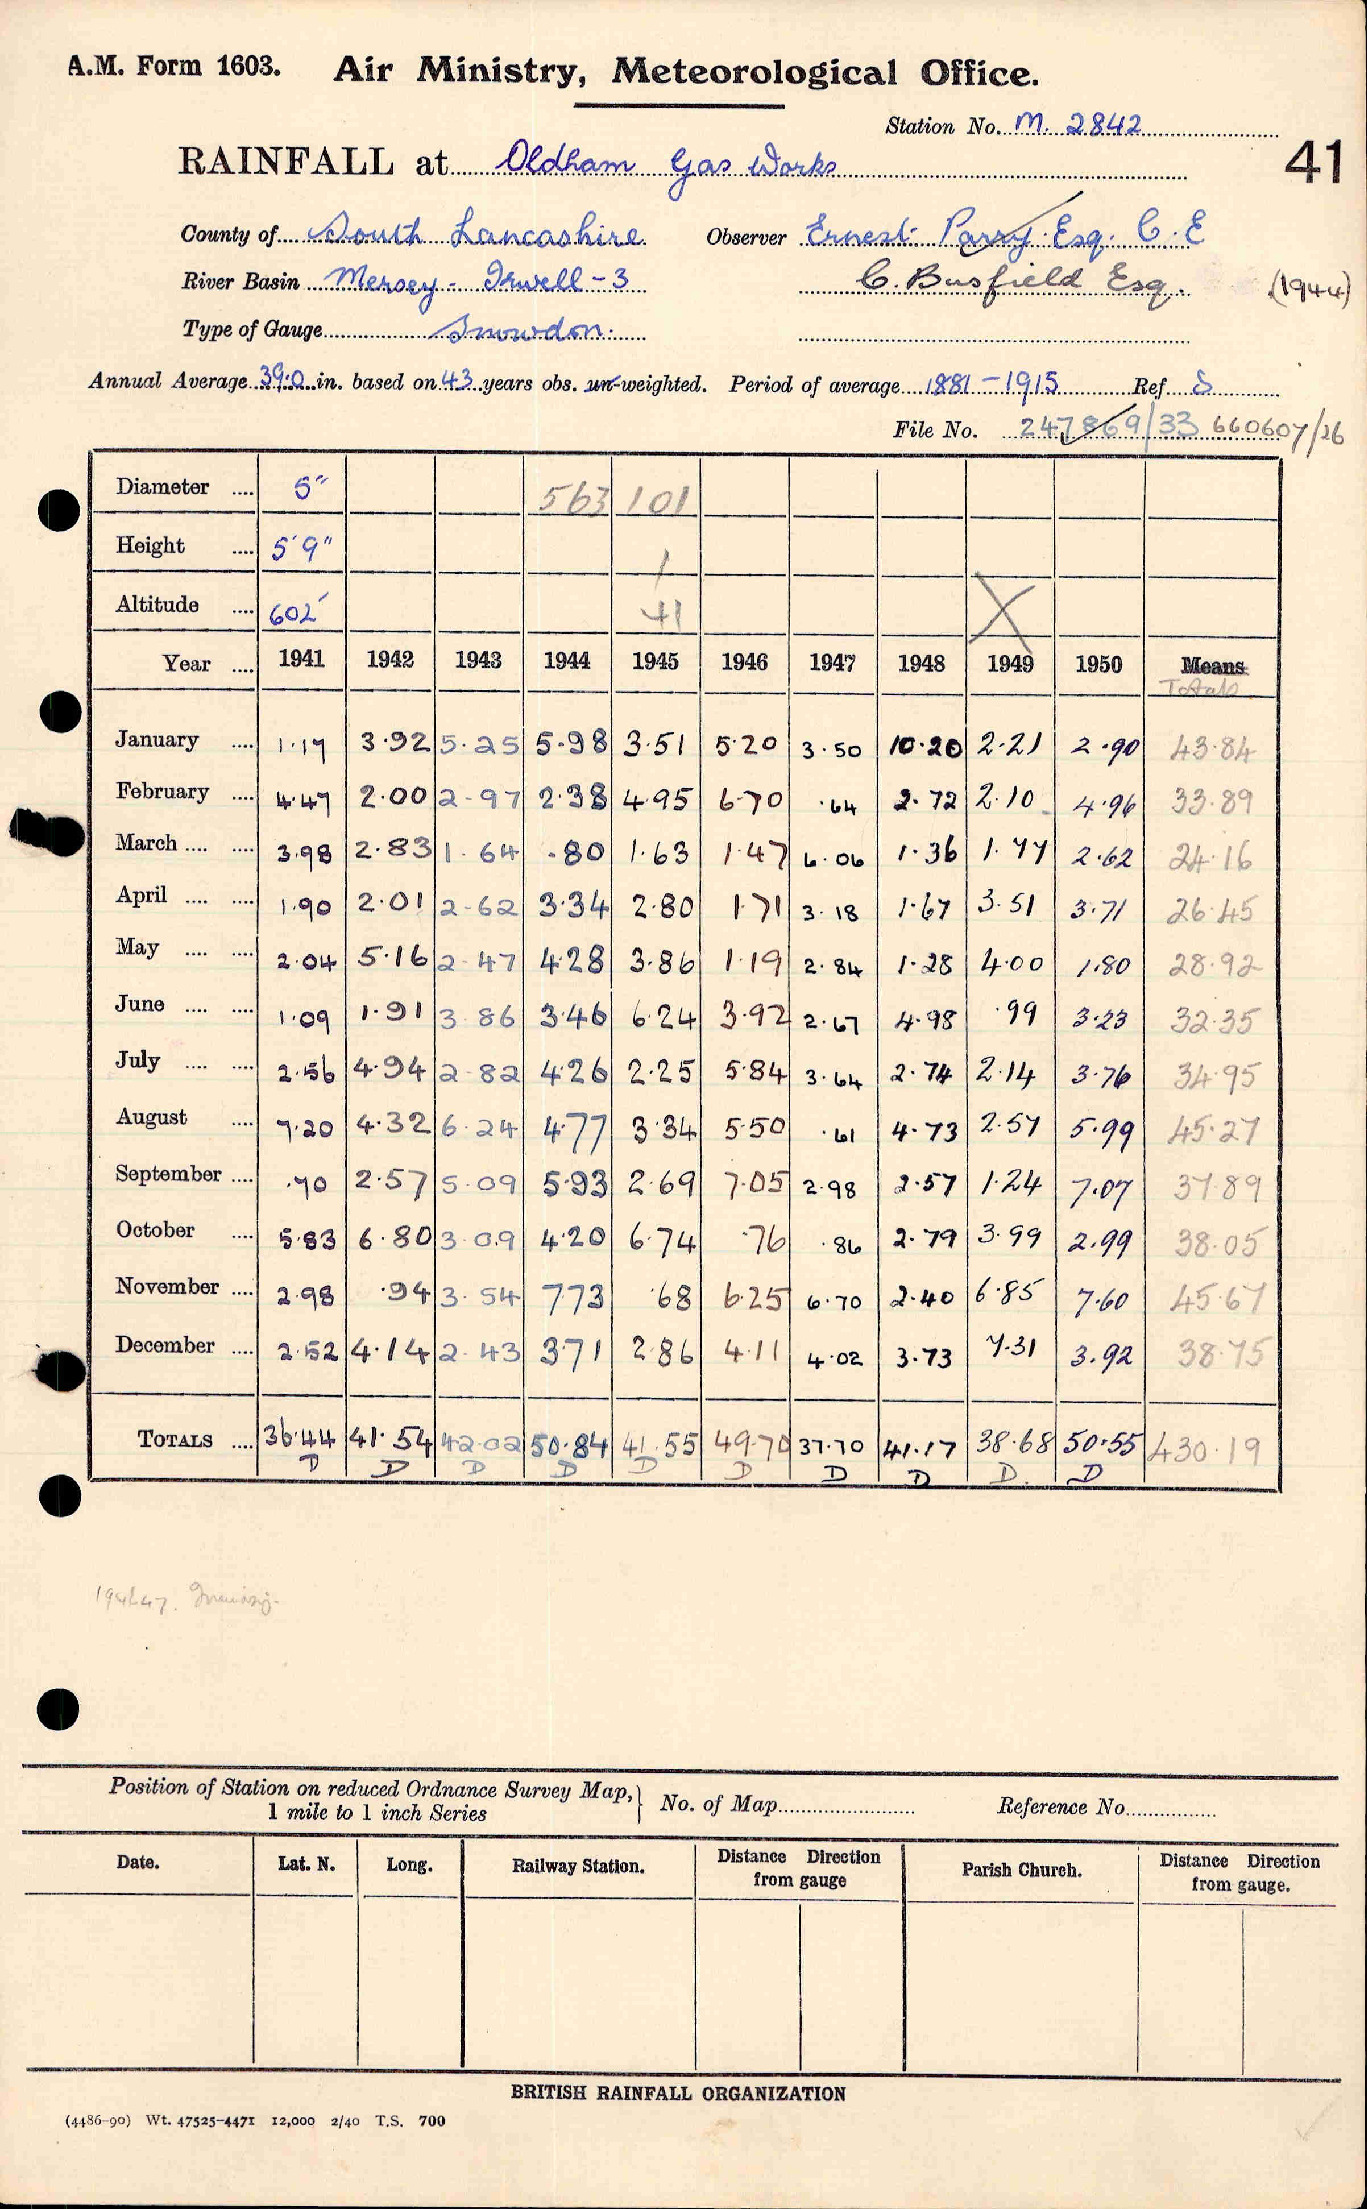 A.M. Form 1603. Air Ministry, Meteorological Office.
Station No. M. 2842
41
RAINFALL at Oldham Gas Works
County of South Lancashire Observer Ernest Parry Esq. C.E
River Basin Mersey - Irwell - 3 C. Busfield Esq. (1944)
Type of Gauge Snowdon.
Annual Average 39.0 in. based on 43 years obs. un-weighted. Period of average 1881-1915 Ref S
File No. 247869/33 660607/26
Diameter .... 5" 563 101
Height .... 5'9" 1
Altitude .... 602' 41 X
Year .... 1941 1942 1943 1944 1945 1946 1947 1948 1949 1950 Means
Totals
January .... 1.17 3.92 5.25 5.98 3.51 5.20 3.50 10.20 2.21 2.90 43.84
February .... 4.47 2.00 2.97 2.38 4.95 6.70 .64 2.72 2.10 4.96 33.89
March .... .... 3.98 2.83 1.64 .80 1.63 1.47 6.06 1.36 1.77 2.62 24.16
April .... .... 1.90 2.01 2.62 3.34 2.80 1.71 3.18 1.67 3.51 3.71 26.45
May .... .... 2.04 5.16 2.47 4.28 3.86 1.19 2.84 1.28 4.00 1.80 28.92
June .... .... 1.09 1.91 3.86 3.46 6.24 3.92 2.67 4.98 .99 3.23 32.35
July .... .... 2.56 4.94 2.82 4.26 2.25 5.84 3.64 2.74 2.14 3.76 34.95
August .... 7.20 4.32 6.24 4.77 3.34 5.50 .61 4.73 2.57 5.99 45.27
September .... .70 2.57 5.09 5.93 2.69 7.05 2.98 2.57 1.24 7.07 37.89
October .... 5.83 6.80 3.09 4.20 6.74 .76 .86 2.79 3.99 2.99 38.05
November .... 2.98 .94 3.54 7.73 .68 6.25 6.70 2.40 6.85 7.60 45.67
December .... 2.52 4.14 2.43 3.71 2.86 4.11 4.02 3.73 7.31 3.92 38.75
TOTALS .... 36.44 41.54 42.02 50.84 41.55 49.70 37.70 41.17 38.68 50.55 430.19
D D D D D D D D D. D
Position of Station on reduced Ordnance Survey Map, } No. of Map Reference No.
1 mile to 1 inch Series
Date. Lat. N. Long. Railway Station. Distance Direction from gauge Parish Church. Distance Direction from gauge.
BRITISH RAINFALL ORGANIZATION
(4486-90) Wt. 47525-4471 12,000 2/40 T.S. 700